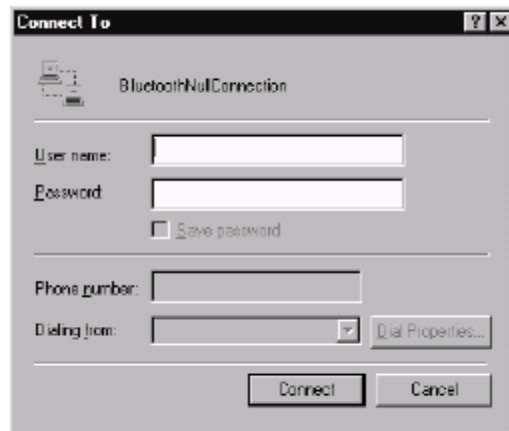 Connect To
BluetoothNullConnection
User name:
Password:
Save password
Phone number:
Dialing from:
Dial Properties...
Connect
Cancel